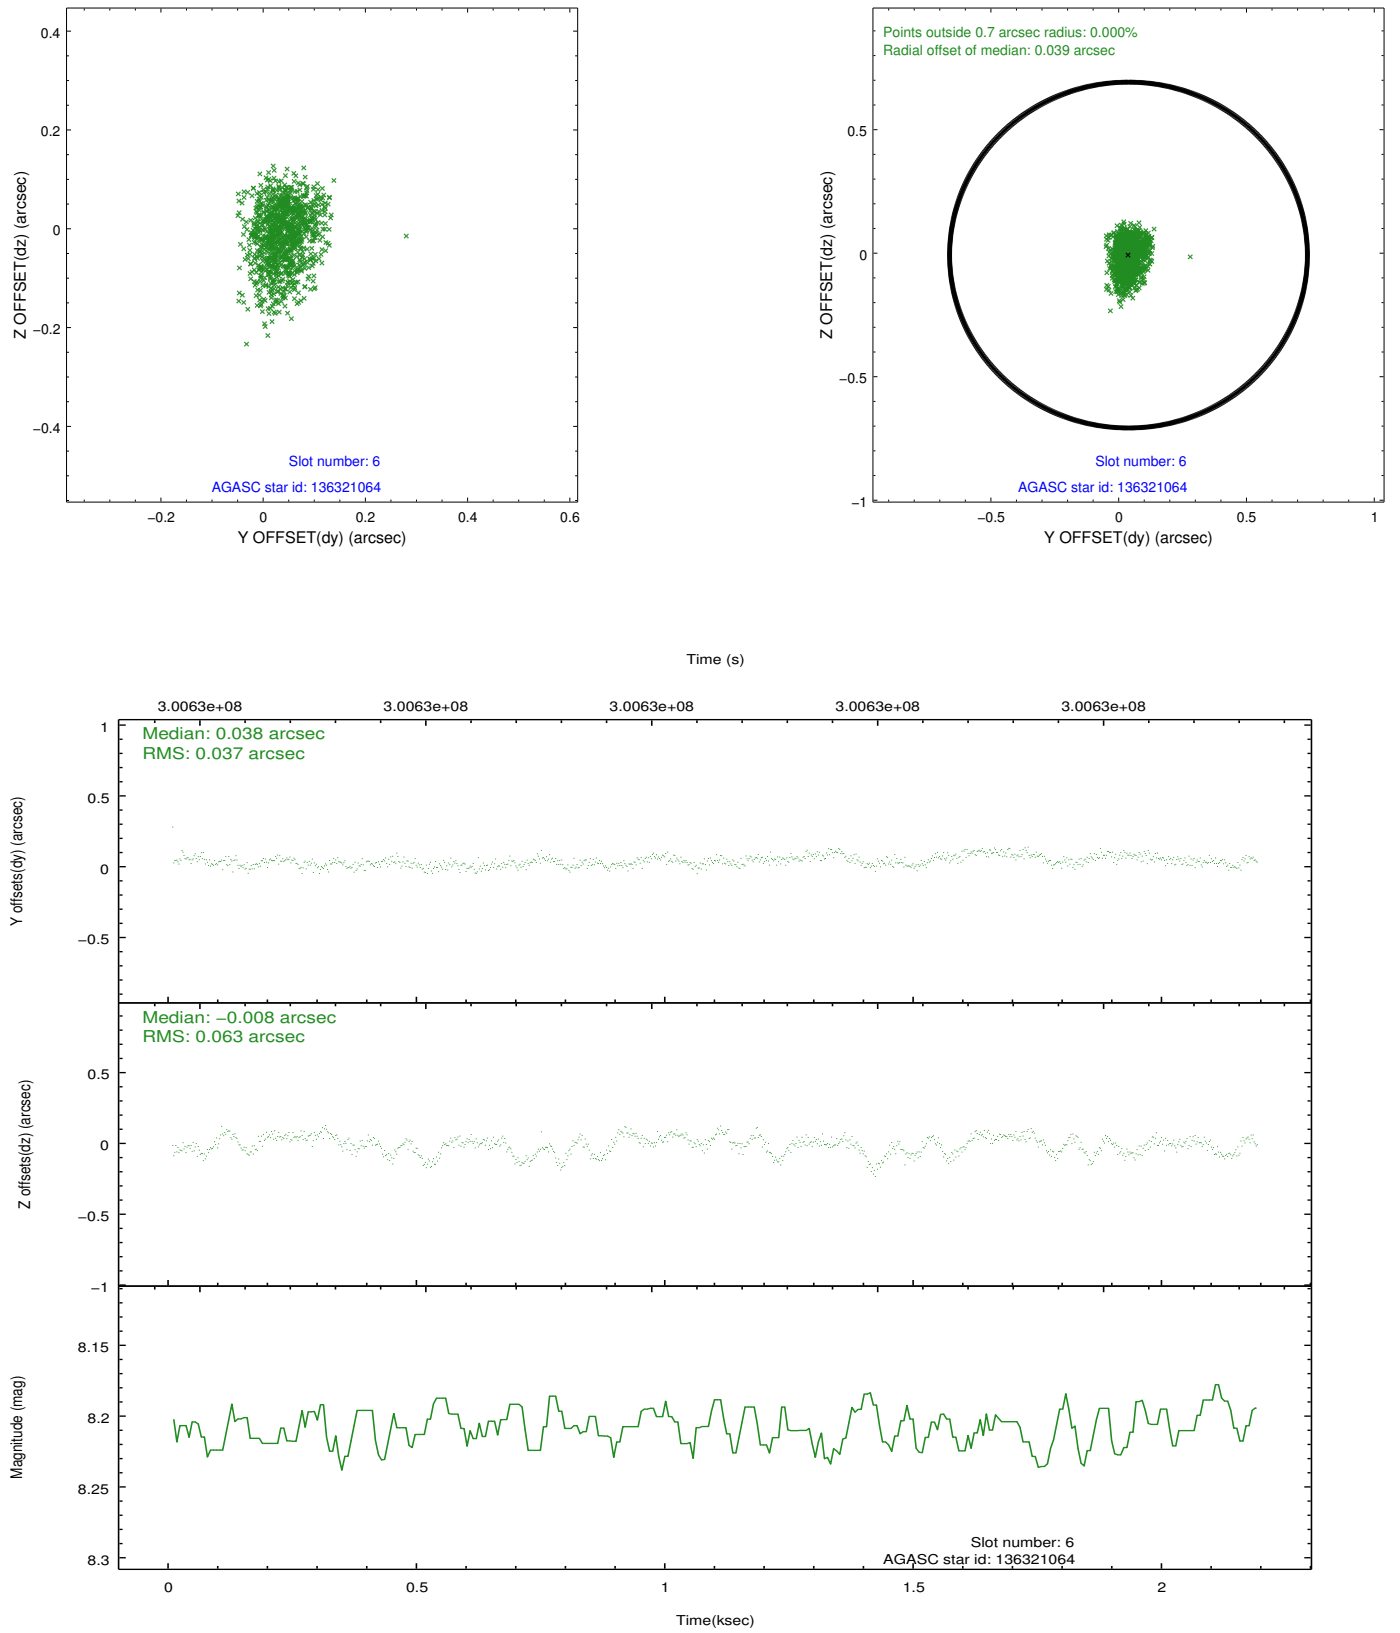 0.4
0.2
0
−0.2
−0.4
Z OFFSET(dz) (arcsec)
Slot number: 6
AGASC star id: 136321064
−0.2 0 0.2 0.4 0.6
Y OFFSET(dy) (arcsec)
Points outside 0.7 arcsec radius: 0.000%
Radial offset of median: 0.039 arcsec
0.5
0
−0.5
−1
Z OFFSET(dz) (arcsec)
Slot number: 6
AGASC star id: 136321064
−0.5 0 0.5 1
Y OFFSET(dy) (arcsec)
Time (s)
3.0063e+08 3.0063e+08 3.0063e+08 3.0063e+08 3.0063e+08
Median: 0.038 arcsec
RMS: 0.037 arcsec
1
0.5
0
−0.5
Y offsets(dy) (arcsec)
Median: −0.008 arcsec
RMS: 0.063 arcsec
0.5
0
−0.5
−1
Z offsets(dz) (arcsec)
8.15
8.2
8.25
8.3
Magnitude (mag)
Slot number: 6
AGASC star id: 136321064
0 0.5 1 1.5 2
Time(ksec)